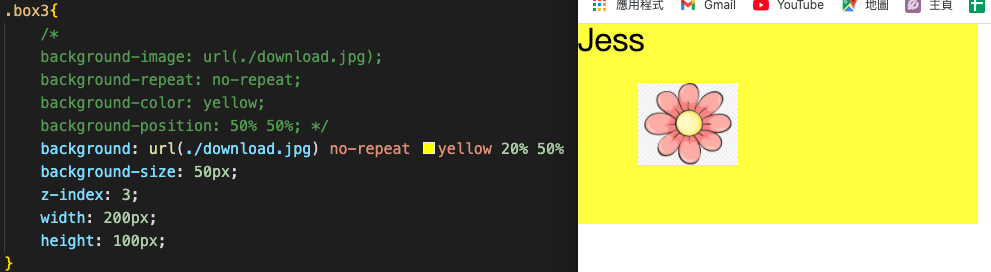 .box3{
/*
background-image: url(./download.jpg);
background-repeat: no-repeat;
background-color: yellow;
background-position: 50% 50%; */
background: url(./download.jpg) no-repeat yellow 20% 50%
background-size: 50px;
z-index: 3;
width: 200px;
height: 100px;
}
應用程式 Gmail YouTube 地圖 主頁
Jess